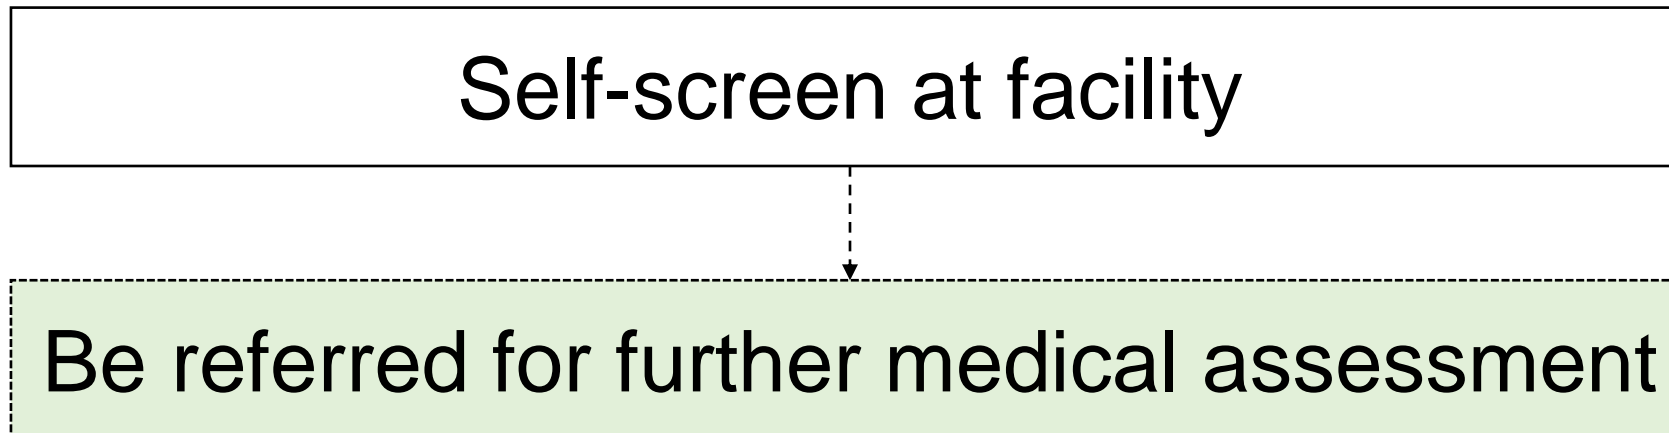 Self-screen at facility
Be referred for further medical assessment